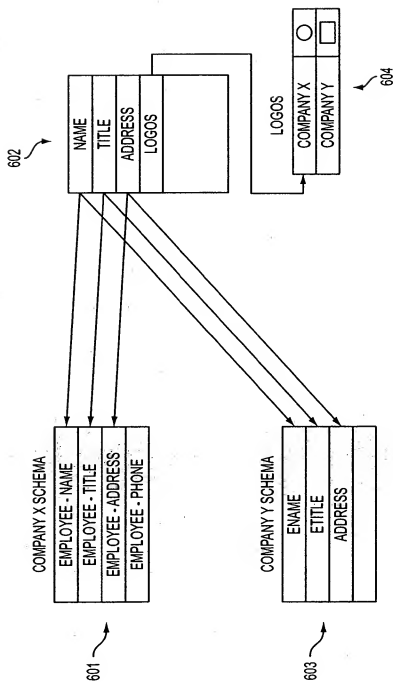 602
NAME
TITLE
ADDRESS
LOGOS
LOGOS
COMPANY X
COMPANY Y
604
COMPANY X SCHEMA
EMPLOYEE - NAME
EMPLOYEE - TITLE
EMPLOYEE - ADDRESS
EMPLOYEE - PHONE
601
COMPANY Y SCHEMA
ENAME
ETITLE
ADDRESS
603